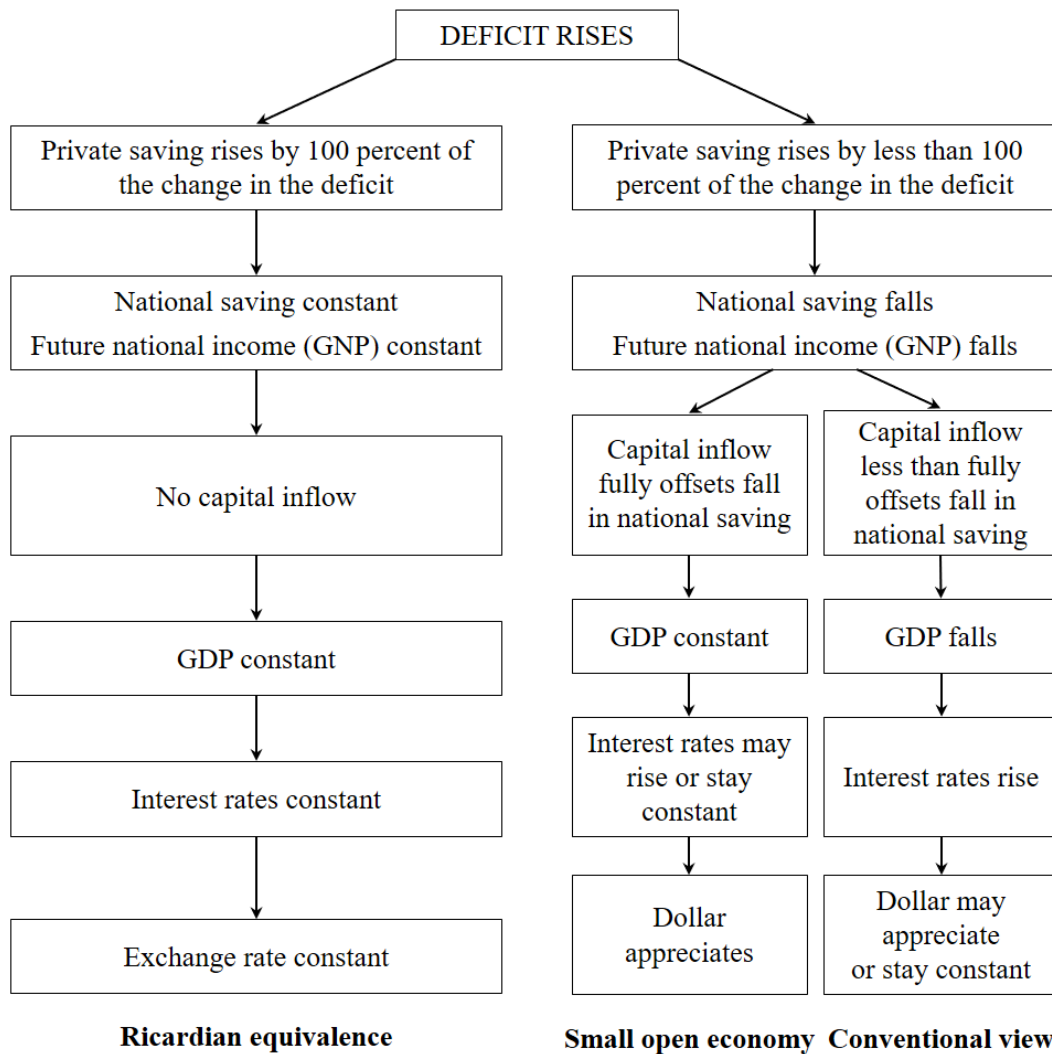 DEFICIT RISES
Private saving rises by 100 percent of
the change in the deficit
National saving constant
Future national income (GNP) constant
No capital inflow
GDP constant
Interest rates constant
Exchange rate constant
Ricardian equivalence
Private saving rises by less than 100
percent of the change in the deficit
National saving falls
Future national income (GNP) falls
Capital inflow
fully offsets fall
in national saving
GDP constant
Interest rates may
rise or stay
constant
Dollar
appreciates
Small open economy
Capital inflow
less than fully
offsets fall in
national saving
GDP falls
Interest rates rise
Dollar may
appreciate
or stay constant
Conventional view